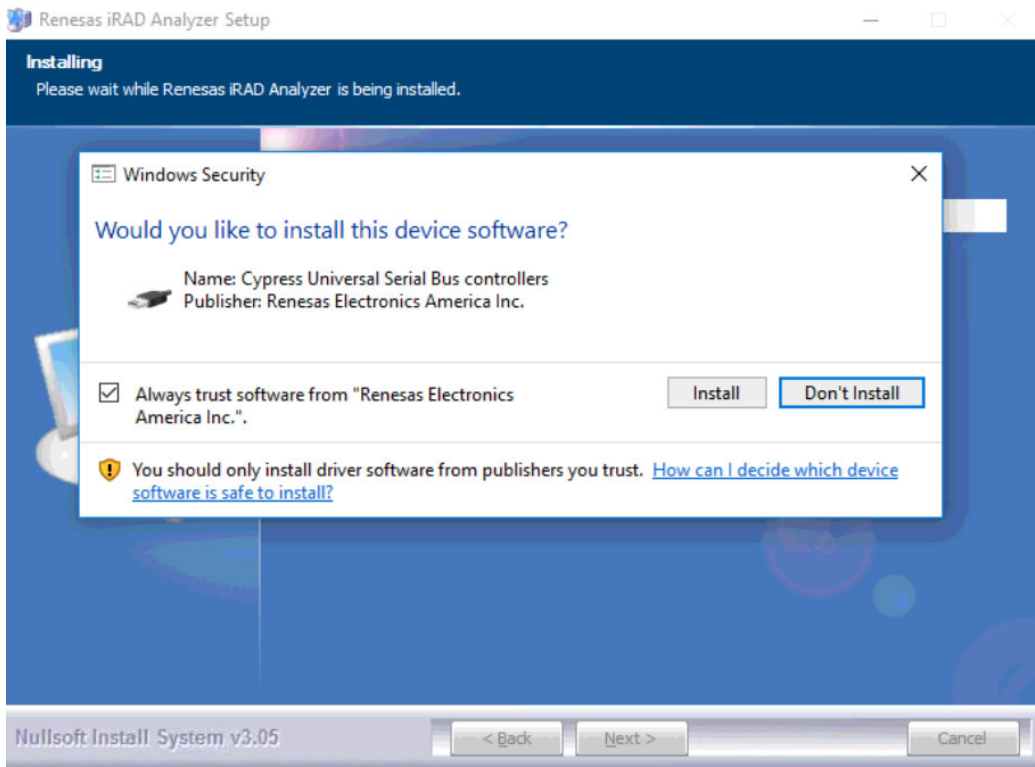 Renesas iRAD Analyzer Setup
Installing
Please wait while Renesas iRAD Analyzer is being installed.
Windows Security
Would you like to install this device software?
Name: Cypress Universal Serial Bus controllers
Publisher: Renesas Electronics America Inc.
Always trust software from "Renesas Electronics
America Inc.".
Install
Don't Install
You should only install driver software from publishers you trust. How can I decide which device
software is safe to install?
Nullsoft Install System v3.05
< Back
Next >
Cancel